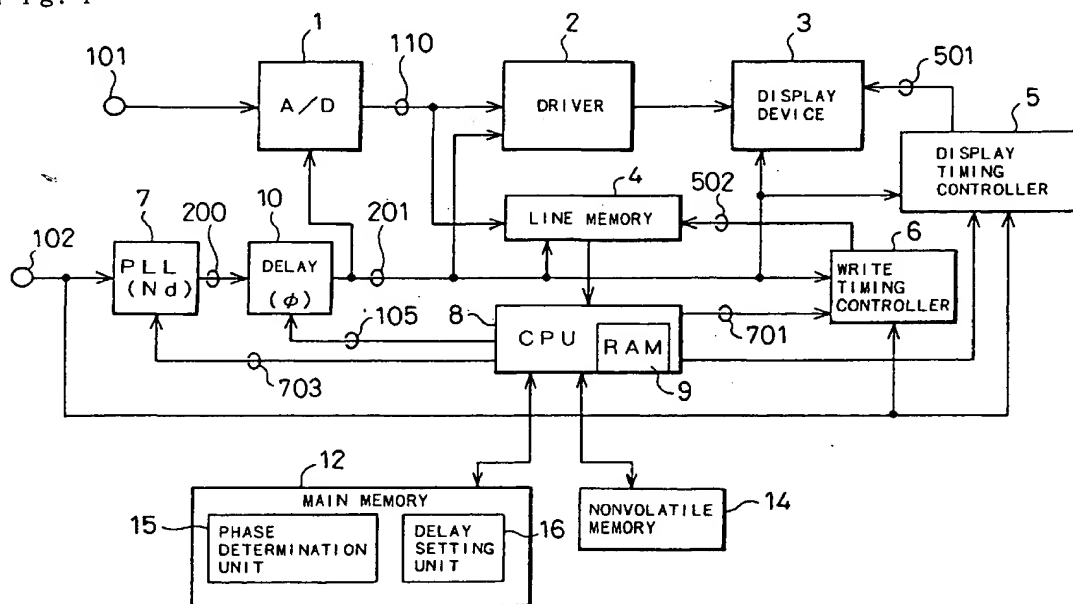 Fig. 1
1
2
3
501
101
110
5
A/D
DRIVER
DISPLAY
DEVICE
DISPLAY
TIMING
CONTROLLER
4
502
7
200
10
201
LINE MEMORY
6
102
PLL
(Nd)
DELAY
(φ)
WRITE
TIMING
CONTROLLER
105
8
CPU
RAM
701
703
9
12
MAIN MEMORY
15
PHASE
DETERMINATION
UNIT
DELAY
SETTING
UNIT
16
NONVOLATILE
MEMORY
14